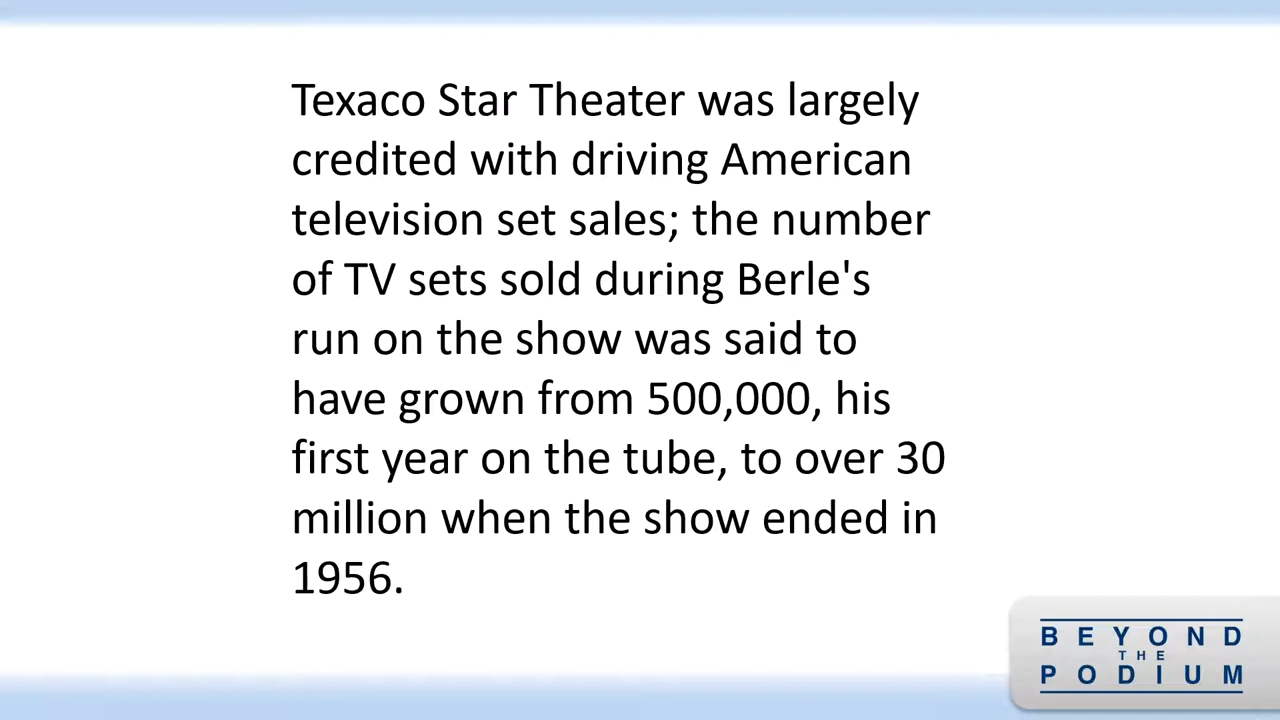 Texaco Star Theater was largely
credited with driving American
television set sales; the number
of TV sets sold during Berle's
run on the show was said to
have grown from 500,000, his
first year on the tube, to over 30
million when the show ended in
1956.
BEYOND
THE
PODIUM